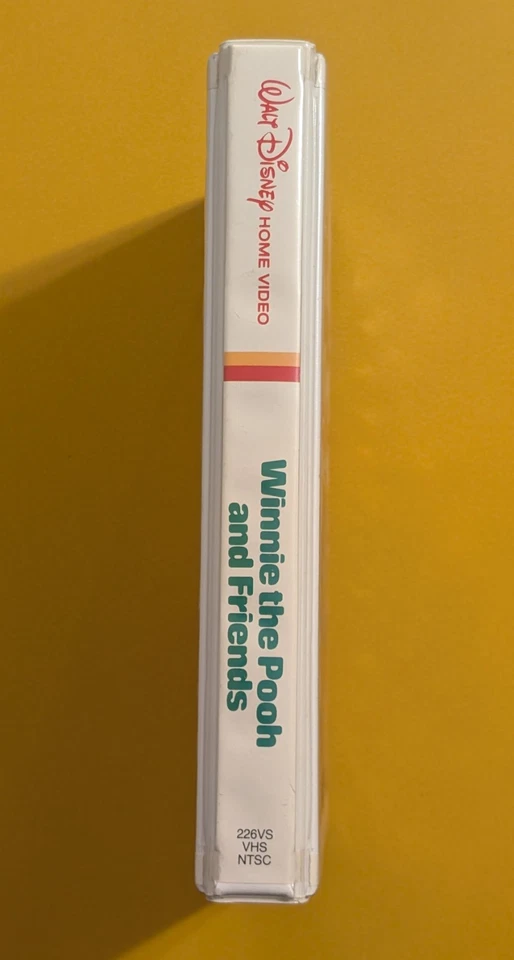 WALT DISNEY HOME VIDEO
Winnie the Pooh
and Friends
226VS
VHS
NTSC